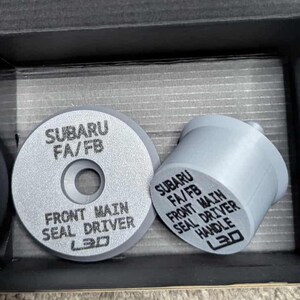 SUBARU
FA/FB
FRONT MAIN
SEAL DRIVER
L3D
SUBARU
FA/FB
FRONT MAIN
SEAL DRIVER
HANDLE
L3D